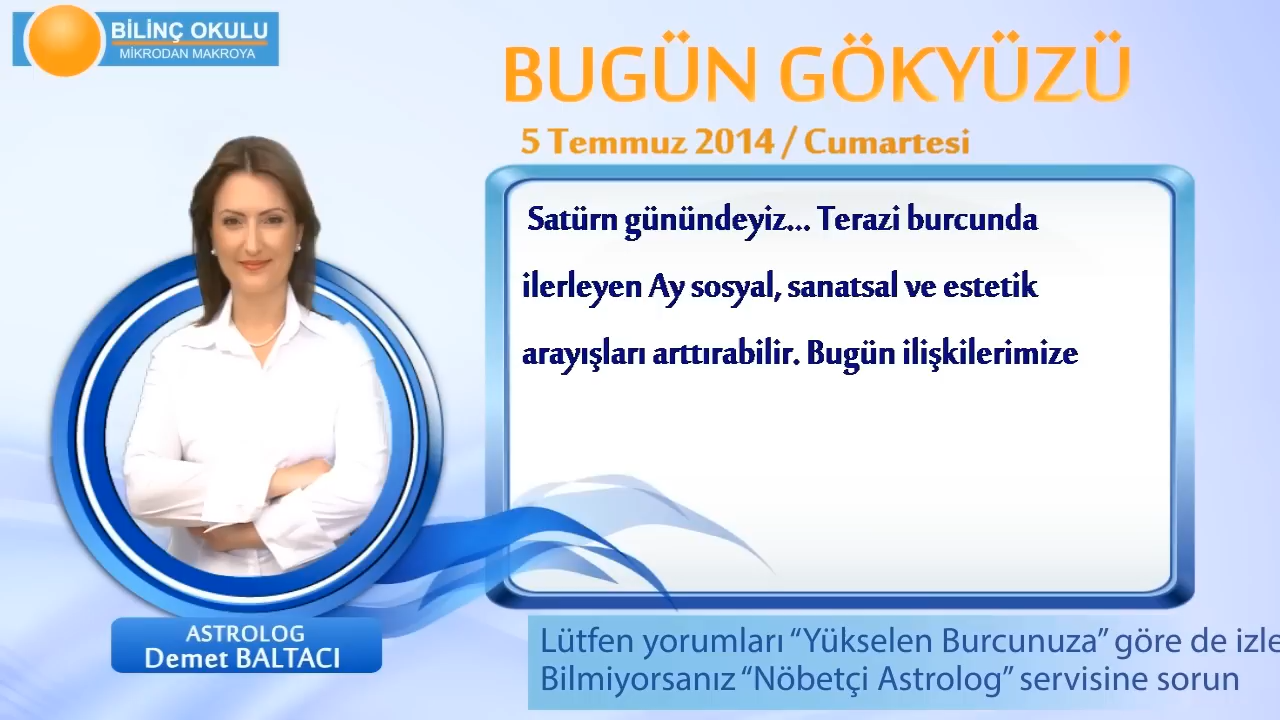 BİLİNÇ OKULU
MİKRODAN MAKROYA
BUGÜN GÖKYÜZÜ
5 Temmuz 2014 / Cumartesi
Satürn günündeyiz... Terazi burcunda
ilerleyen Ay sosyal, sanatsal ve estetik
arayışları arttırabilir. Bugün ilişkilerimize
ASTROLOG
Demet BALTACI
Lütfen yorumları “Yükselen Burcunuza” göre de izle
Bilmiyorsanız “Nöbetçi Astrolog” servisine sorun